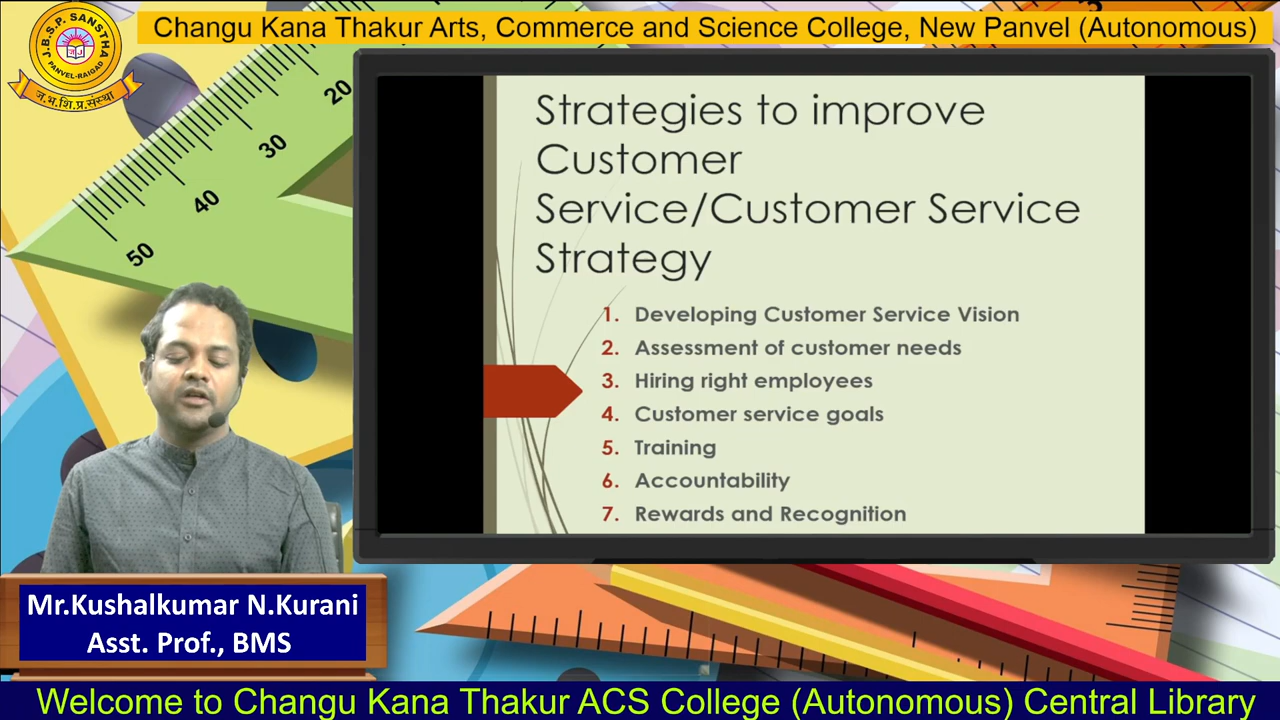 Changu Kana Thakur Arts, Commerce and Science College, New Panvel (Autonomous)
J.B.S.P. SANSTHA
PANVEL-RAIGAD
ज.भ.शि.प्र.संस्था
20
30
40
50
Strategies to improve
Customer
Service/Customer Service
Strategy
1. Developing Customer Service Vision
2. Assessment of customer needs
3. Hiring right employees
4. Customer service goals
5. Training
6. Accountability
7. Rewards and Recognition
Mr.Kushalkumar N.Kurani
Asst. Prof., BMS
Welcome to Changu Kana Thakur ACS College (Autonomous) Central Library